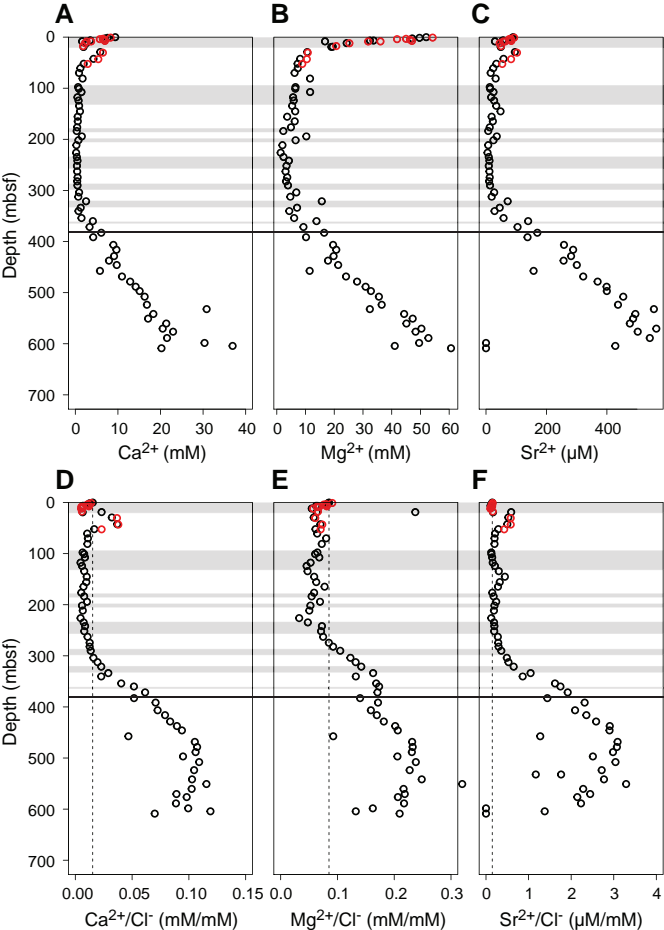 A B C
0
100
200
300
400
500
600
700
Depth (mbsf)
0 10 20 30 40
0 10 20 30 40 50 60
0 200 400
Ca2+ (mM) Mg2+ (mM) Sr2+ (µM)
D E F
0
100
200
300
400
500
600
700
Depth (mbsf)
0.00 0.05 0.10 0.15
0.0 0.1 0.2 0.3
0 1 2 3 4
Ca2+/Cl- (mM/mM) Mg2+/Cl- (mM/mM) Sr2+/Cl- (µM/mM)